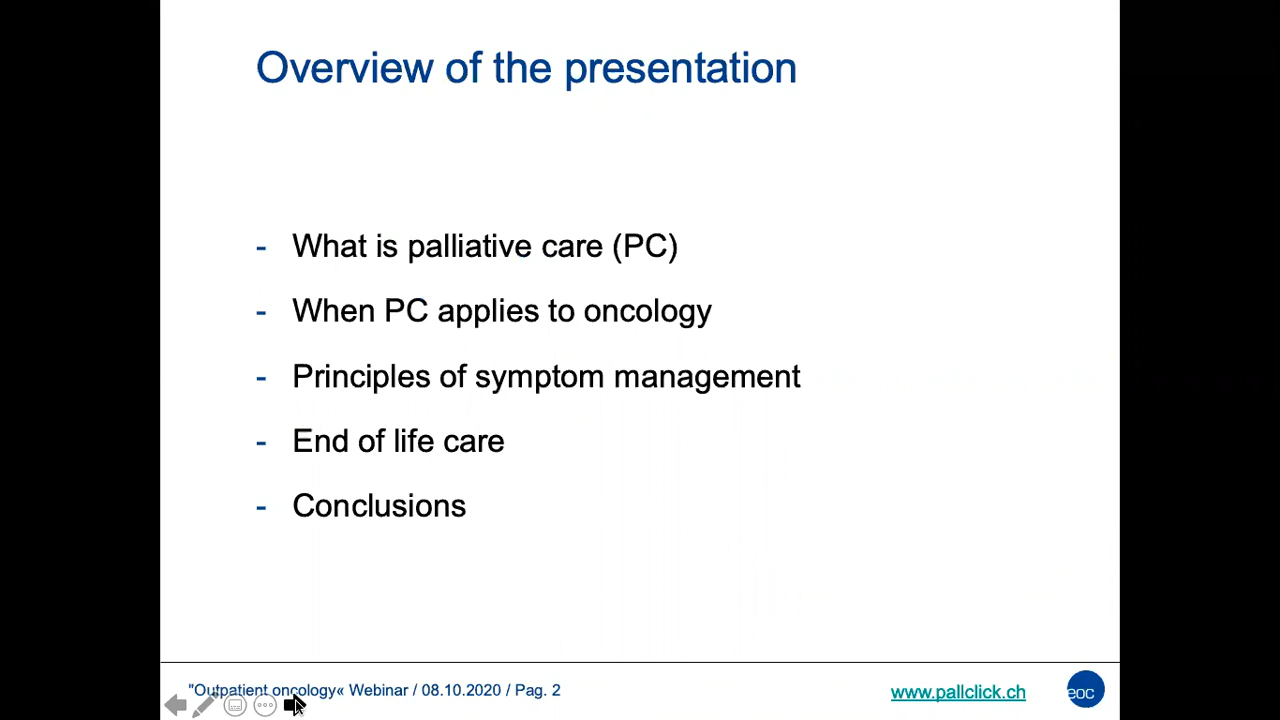 Overview of the presentation
- What is palliative care (PC)
- When PC applies to oncology
- Principles of symptom management
- End of life care
- Conclusions
"Outpatient oncology« Webinar / 08.10.2020 / Pag. 2
www.pallclick.ch
eoc